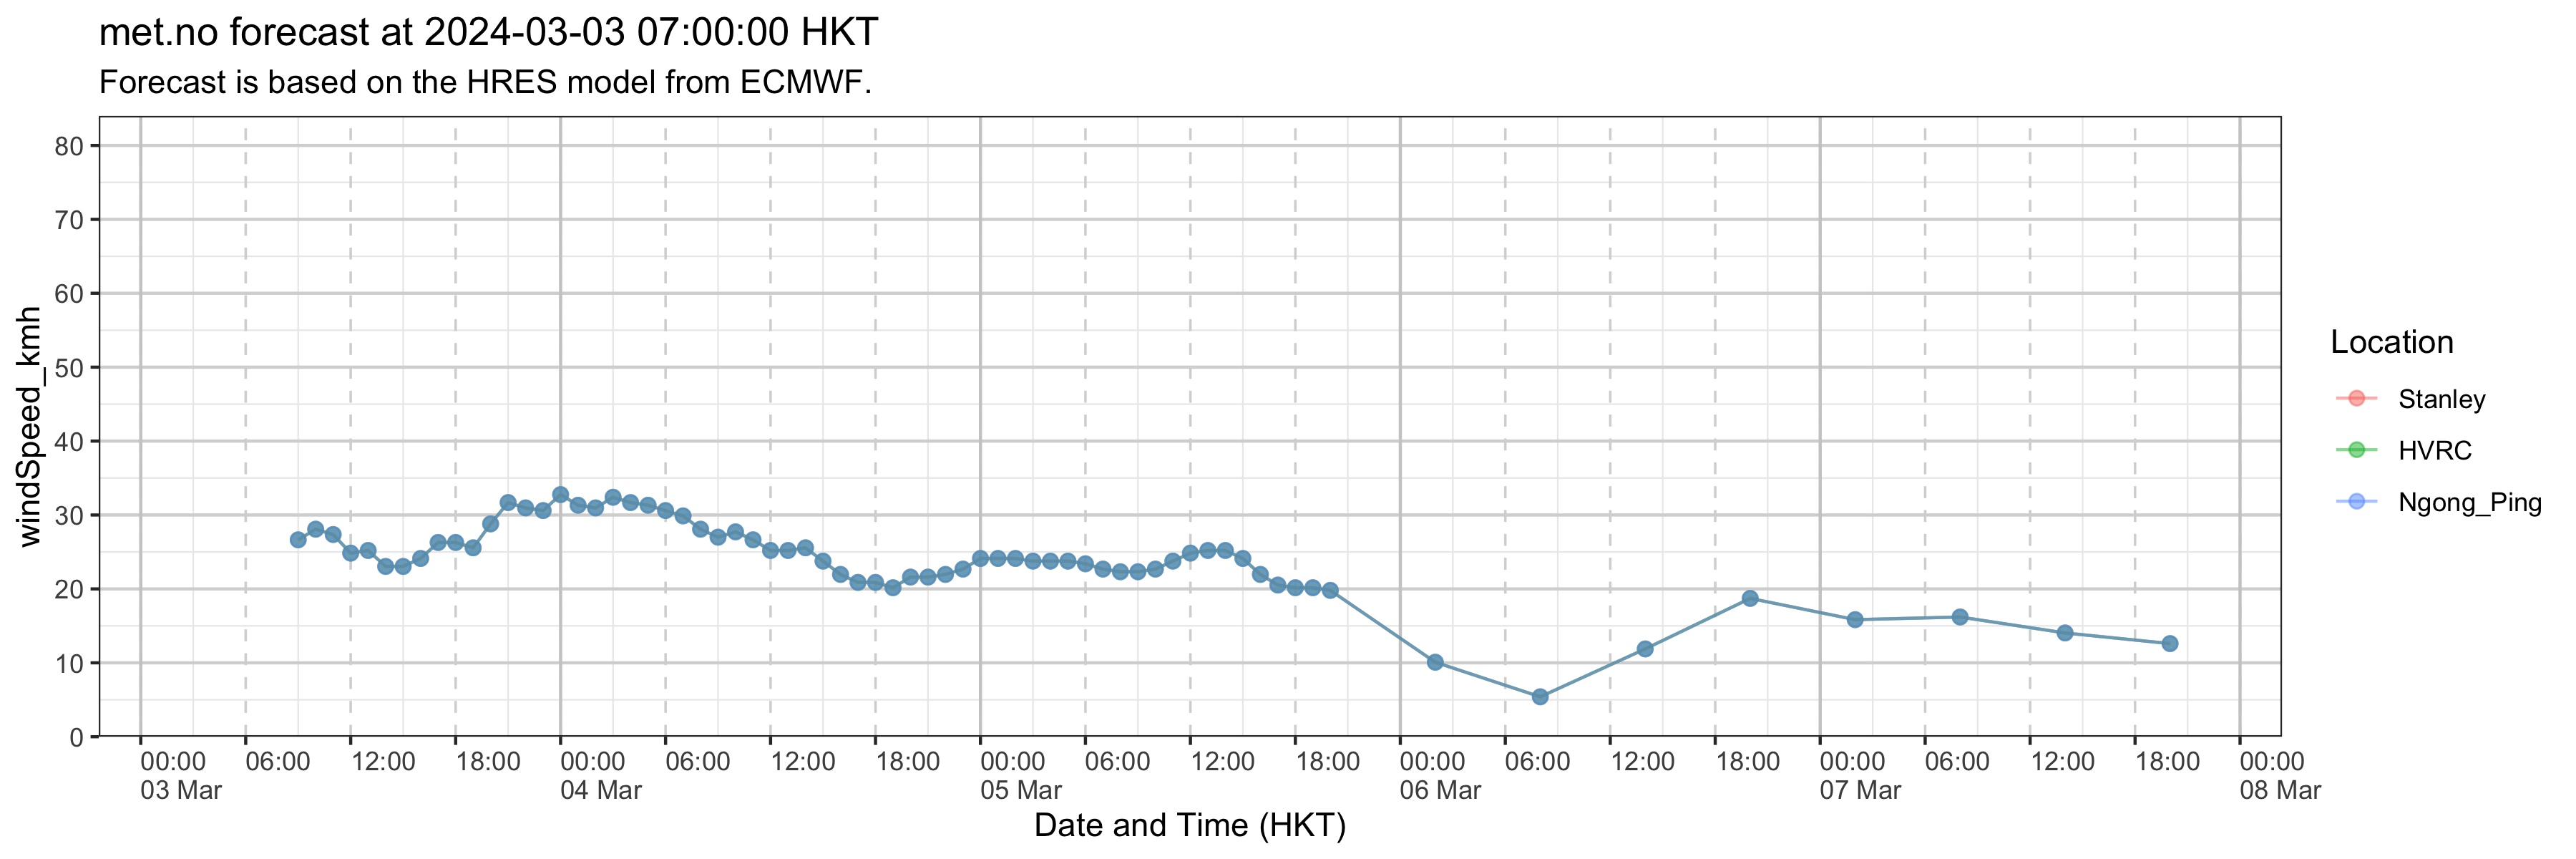 met.no forecast at 2024-03-03 07:00:00 HKT
Forecast is based on the HRES model from ECMWF.
windSpeed_kmh
80
70
60
50
40
30
20
10
0
00:00 06:00 12:00 18:00 00:00 06:00 12:00 18:00 00:00 06:00 12:00 18:00 00:00 06:00 12:00 18:00 00:00 06:00 12:00 18:00 00:00
03 Mar 04 Mar 05 Mar 06 Mar 07 Mar 08 Mar
Date and Time (HKT)
Location
Stanley
HVRC
Ngong_Ping